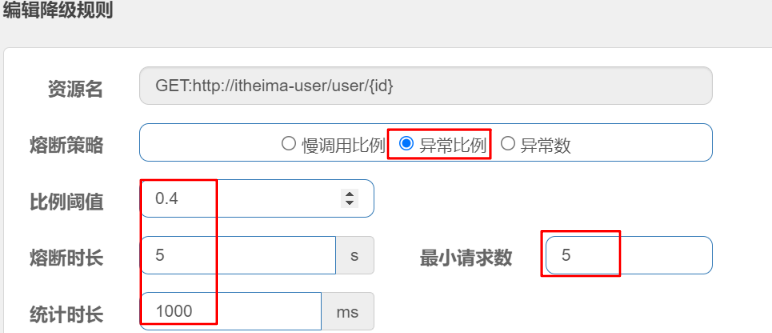 编辑降级规则
资源名 GET:http://itheima-user/user/{id}
熔断策略 慢调用比例 异常比例 异常数
比例阈值 0.4
熔断时长 5 s 最小请求数 5
统计时长 1000 ms